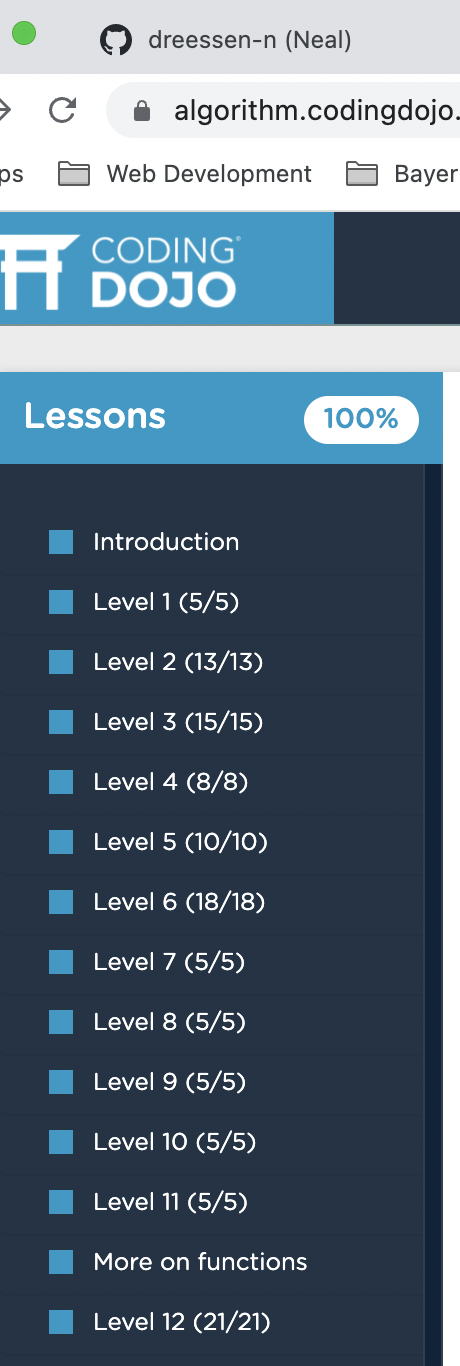 dreessen-n (Neal)
algorithm.codingdojo.
ps Web Development Bayer
CODING®
DOJO
Lessons 100%
Introduction
Level 1 (5/5)
Level 2 (13/13)
Level 3 (15/15)
Level 4 (8/8)
Level 5 (10/10)
Level 6 (18/18)
Level 7 (5/5)
Level 8 (5/5)
Level 9 (5/5)
Level 10 (5/5)
Level 11 (5/5)
More on functions
Level 12 (21/21)